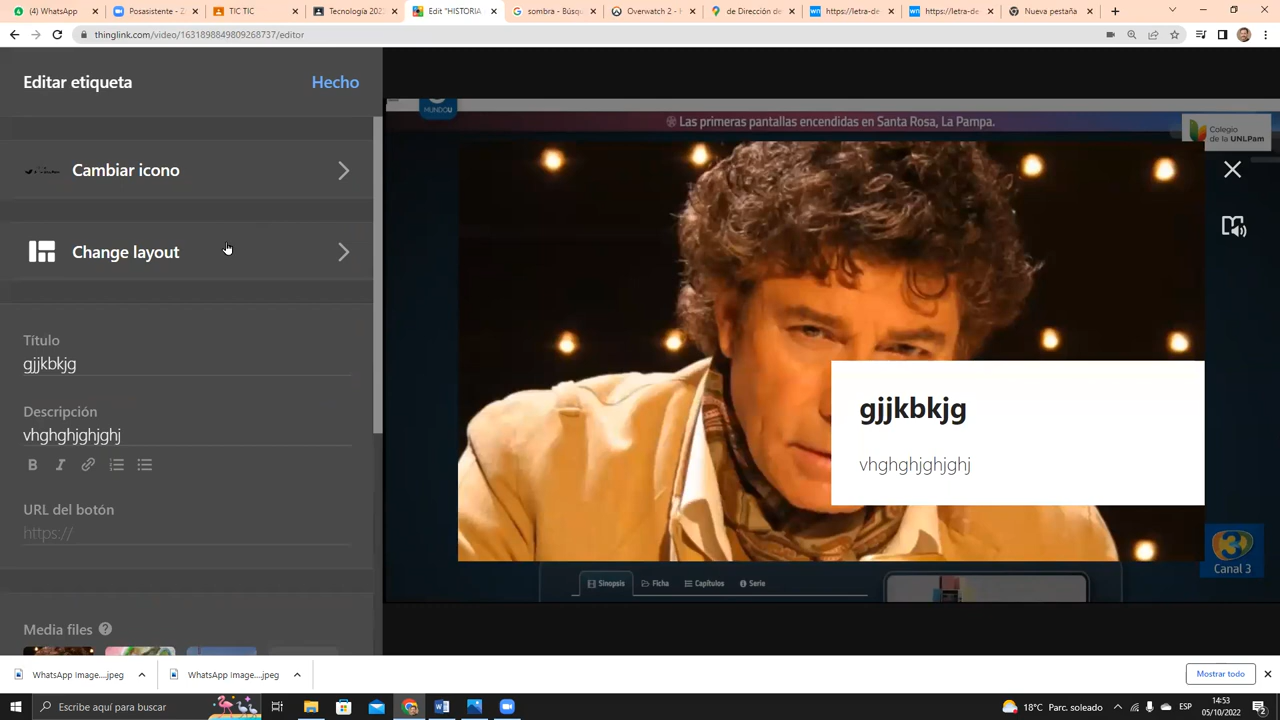 (4) WhatsApp
Posasistente - Z
TIC TIC
Tecnología 202
Edit "HISTORIA
sombra - Búsqu
Overwatch 2 -
de Dirección de
https://letra-de
https://letra-de
Nueva pestaña
thinglink.com/video/1631898849809268737/editor
Editar etiqueta
Hecho
Cambiar icono
Change layout
Título
gjjkbkjg
Descripción
vhghghjghjghj
B I
URL del botón
https://
Media files
MUNDOU
Las primeras pantallas encendidas en Santa Rosa, La Pampa.
Colegio
de la UNLPam
gjjkbkjg
vhghghjghjghj
Sinopsis Ficha Capítulos Serie
3
Canal 3
WhatsApp Image....jpeg
WhatsApp Image....jpeg
Mostrar todo
Escribe aquí para buscar
18°C Parc. soleado
ESP
14:53
05/10/2022
2